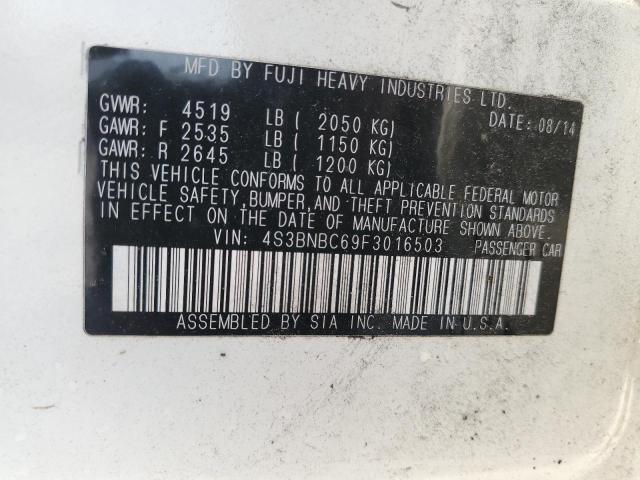 MFD BY FUJI HEAVY INDUSTRIES LTD.
GVWR: 4519 LB ( 2050 KG) DATE: 08/14
GAWR: F 2535 LB ( 1150 KG)
GAWR: R 2645 LB ( 1200 KG)
THIS VEHICLE CONFORMS TO ALL APPLICABLE FEDERAL MOTOR
VEHICLE SAFETY, BUMPER, AND THEFT PREVENTION STANDARDS
IN EFFECT ON THE DATE OF MANUFACTURE SHOWN ABOVE.
VIN: 4S3BNBC69F3016503 PASSENGER CAR
ASSEMBLED BY SIA INC. MADE IN U.S.A.